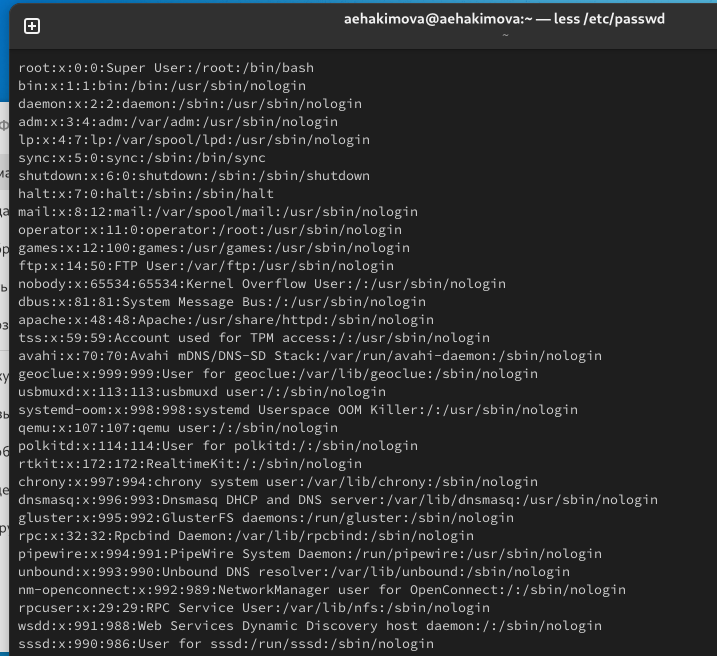 aehakimova@aehakimova:~ — less /etc/passwd
~
root:x:0:0:Super User:/root:/bin/bash
bin:x:1:1:bin:/bin:/usr/sbin/nologin
daemon:x:2:2:daemon:/sbin:/usr/sbin/nologin
adm:x:3:4:adm:/var/adm:/usr/sbin/nologin
lp:x:4:7:lp:/var/spool/lpd:/usr/sbin/nologin
sync:x:5:0:sync:/sbin:/bin/sync
shutdown:x:6:0:shutdown:/sbin:/sbin/shutdown
halt:x:7:0:halt:/sbin:/sbin/halt
mail:x:8:12:mail:/var/spool/mail:/usr/sbin/nologin
operator:x:11:0:operator:/root:/usr/sbin/nologin
games:x:12:100:games:/usr/games:/usr/sbin/nologin
ftp:x:14:50:FTP User:/var/ftp:/usr/sbin/nologin
nobody:x:65534:65534:Kernel Overflow User:/:/usr/sbin/nologin
dbus:x:81:81:System Message Bus:/:/usr/sbin/nologin
apache:x:48:48:Apache:/usr/share/httpd:/sbin/nologin
tss:x:59:59:Account used for TPM access:/:/usr/sbin/nologin
avahi:x:70:70:Avahi mDNS/DNS-SD Stack:/var/run/avahi-daemon:/sbin/nologin
geoclue:x:999:999:User for geoclue:/var/lib/geoclue:/sbin/nologin
usbmuxd:x:113:113:usbmuxd user:/:/sbin/nologin
systemd-oom:x:998:998:systemd Userspace OOM Killer:/:/usr/sbin/nologin
qemu:x:107:107:qemu user:/:/sbin/nologin
polkitd:x:114:114:User for polkitd:/:/sbin/nologin
rtkit:x:172:172:RealtimeKit:/:/sbin/nologin
chrony:x:997:994:chrony system user:/var/lib/chrony:/sbin/nologin
dnsmasq:x:996:993:Dnsmasq DHCP and DNS server:/var/lib/dnsmasq:/usr/sbin/nologin
gluster:x:995:992:GlusterFS daemons:/run/gluster:/sbin/nologin
rpc:x:32:32:Rpcbind Daemon:/var/lib/rpcbind:/sbin/nologin
pipewire:x:994:991:PipeWire System Daemon:/run/pipewire:/usr/sbin/nologin
unbound:x:993:990:Unbound DNS resolver:/var/lib/unbound:/sbin/nologin
nm-openconnect:x:992:989:NetworkManager user for OpenConnect:/:/sbin/nologin
rpcuser:x:29:29:RPC Service User:/var/lib/nfs:/sbin/nologin
wsdd:x:991:988:Web Services Dynamic Discovery host daemon:/:/sbin/nologin
sssd:x:990:986:User for sssd:/run/sssd:/sbin/nologin